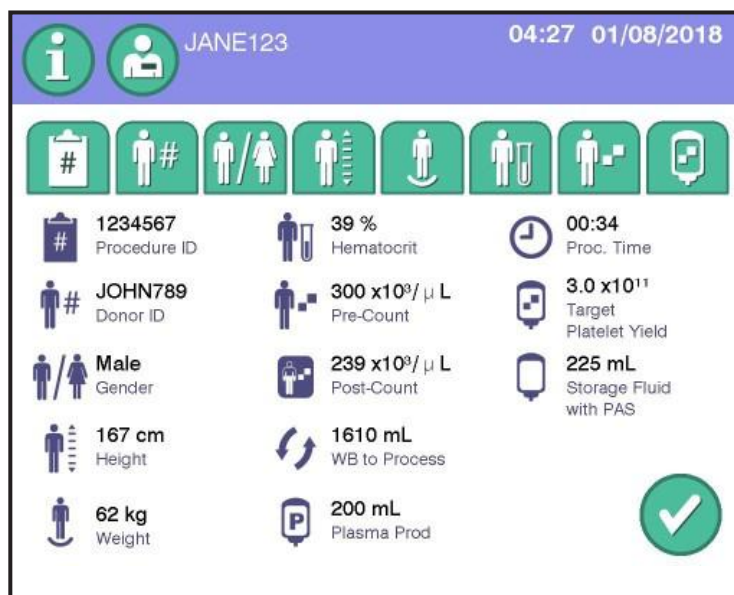 JANE123
04:27 01/08/2018
i
#
#
/
# 1234567
Procedure ID
# JOHN789
Donor ID
Male
Gender
167 cm
Height
62 kg
Weight
39 %
Hematocrit
300 x10³/ μ L
Pre-Count
239 x10³/ μ L
Post-Count
1610 mL
WB to Process
P 200 mL
Plasma Prod
00:34
Proc. Time
3.0 x10¹¹
Target
Platelet Yield
225 mL
Storage Fluid
with PAS